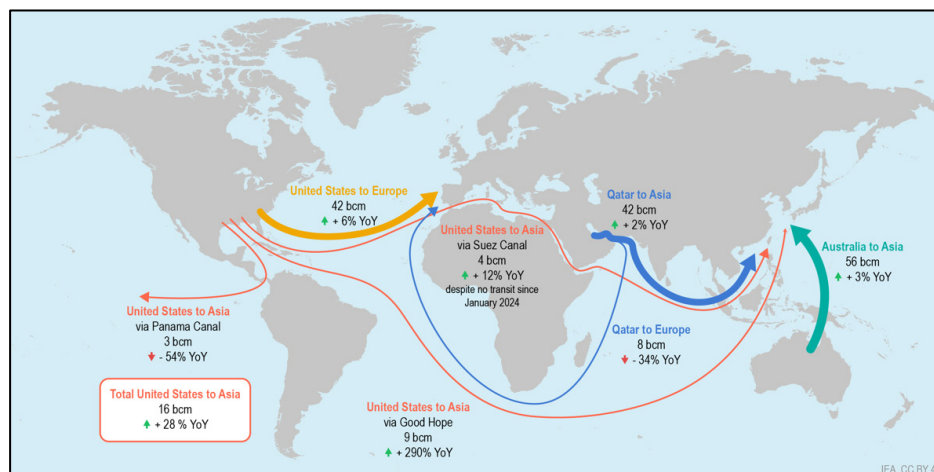 United States to Europe
42 bcm
+ 6% YoY
Qatar to Asia
42 bcm
+ 2% YoY
United States to Asia
via Suez Canal
4 bcm
+ 12% YoY
despite no transit since
January 2024
Australia to Asia
56 bcm
+ 3% YoY
United States to Asia
via Panama Canal
3 bcm
- 54% YoY
Qatar to Europe
8 bcm
- 34% YoY
Total United States to Asia
16 bcm
+ 28 % YoY
United States to Asia
via Good Hope
9 bcm
+ 290% YoY
IEA. CC BY